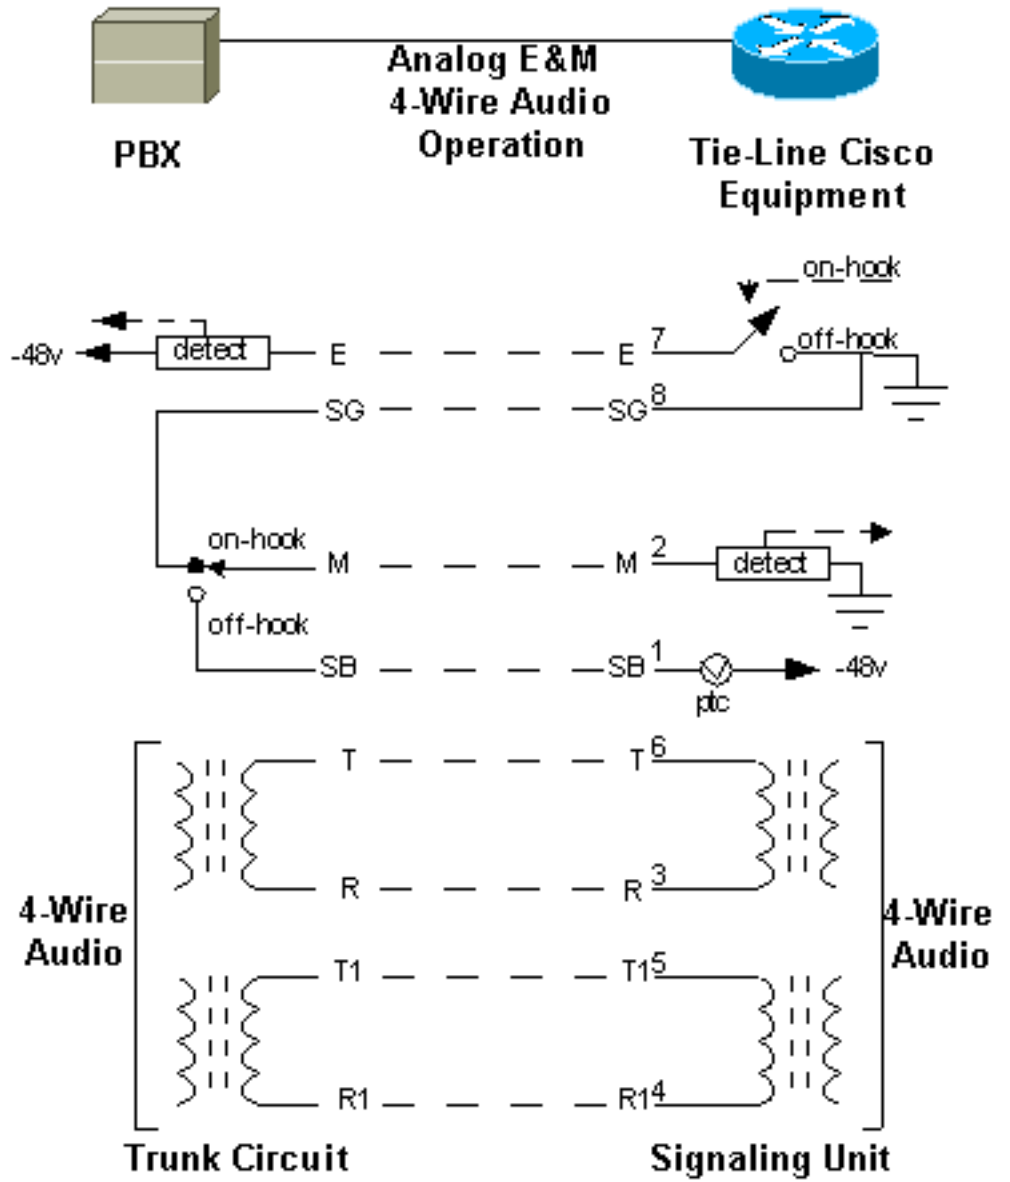 Analog E&M
4-Wire Audio
Operation
PBX
Tie-Line Cisco
Equipment
on-hook
-48v
detect
E
E
7
off-hook
SG
SG
8
on-hook
M
M
2
detect
off-hook
SB
SB
1
-48v
ptc
T
T
6
R
R
3
4-Wire
Audio
4-Wire
Audio
T1
T1
5
R1
R1
4
Trunk Circuit
Signaling Unit